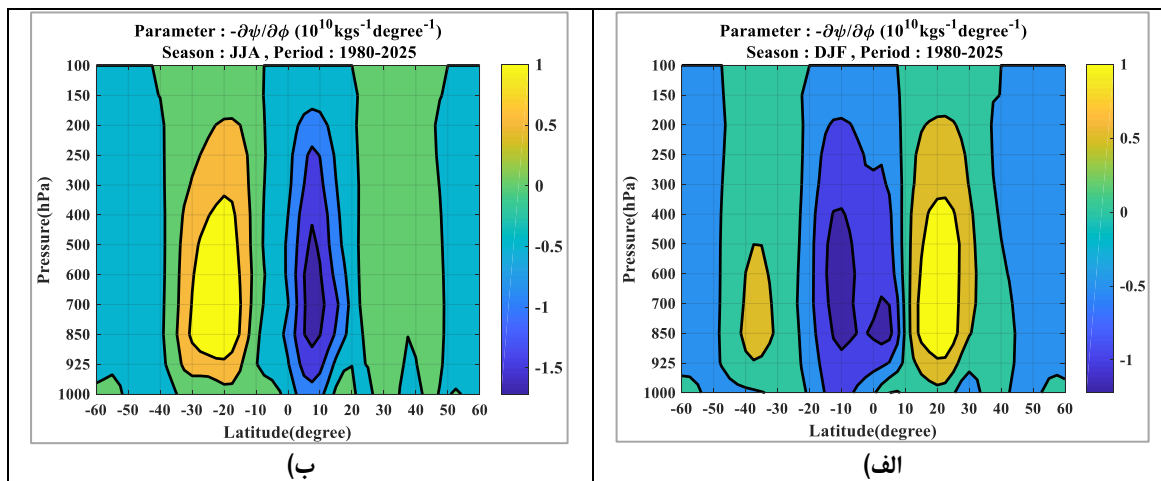 Parameter : -∂ψ/∂ϕ (10^10kgs^-1degree^-1)
Season : JJA , Period : 1980-2025
Pressure(hPa)
100
150
200
250
300
400
500
600
700
850
925
1000
-60 -50 -40 -30 -20 -10 0 10 20 30 40 50 60
Latitude(degree)
1
0.5
0
-0.5
-1
-1.5
ب)
Parameter : -∂ψ/∂ϕ (10^10kgs^-1degree^-1)
Season : DJF , Period : 1980-2025
Pressure(hPa)
100
150
200
250
300
400
500
600
700
850
925
1000
-60 -50 -40 -30 -20 -10 0 10 20 30 40 50 60
Latitude(degree)
1
0.5
0
-0.5
-1
الف)